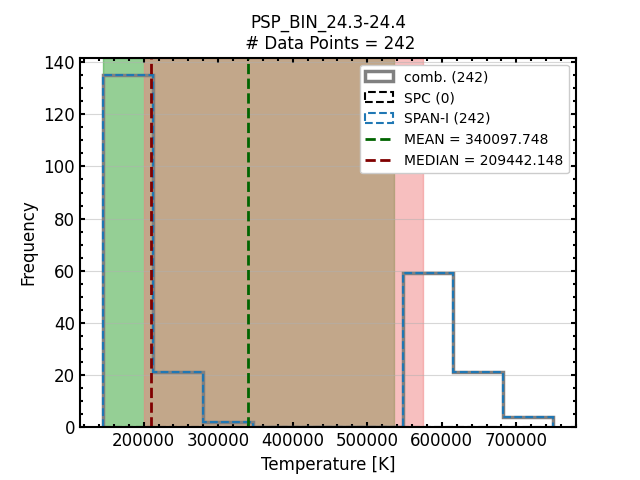 PSP_BIN_24.3-24.4
# Data Points = 242
comb. (242)
SPC (0)
SPAN-I (242)
MEAN = 340097.748
MEDIAN = 209442.148
Frequency
140
120
100
80
60
40
20
0
200000 300000 400000 500000 600000 700000
Temperature [K]